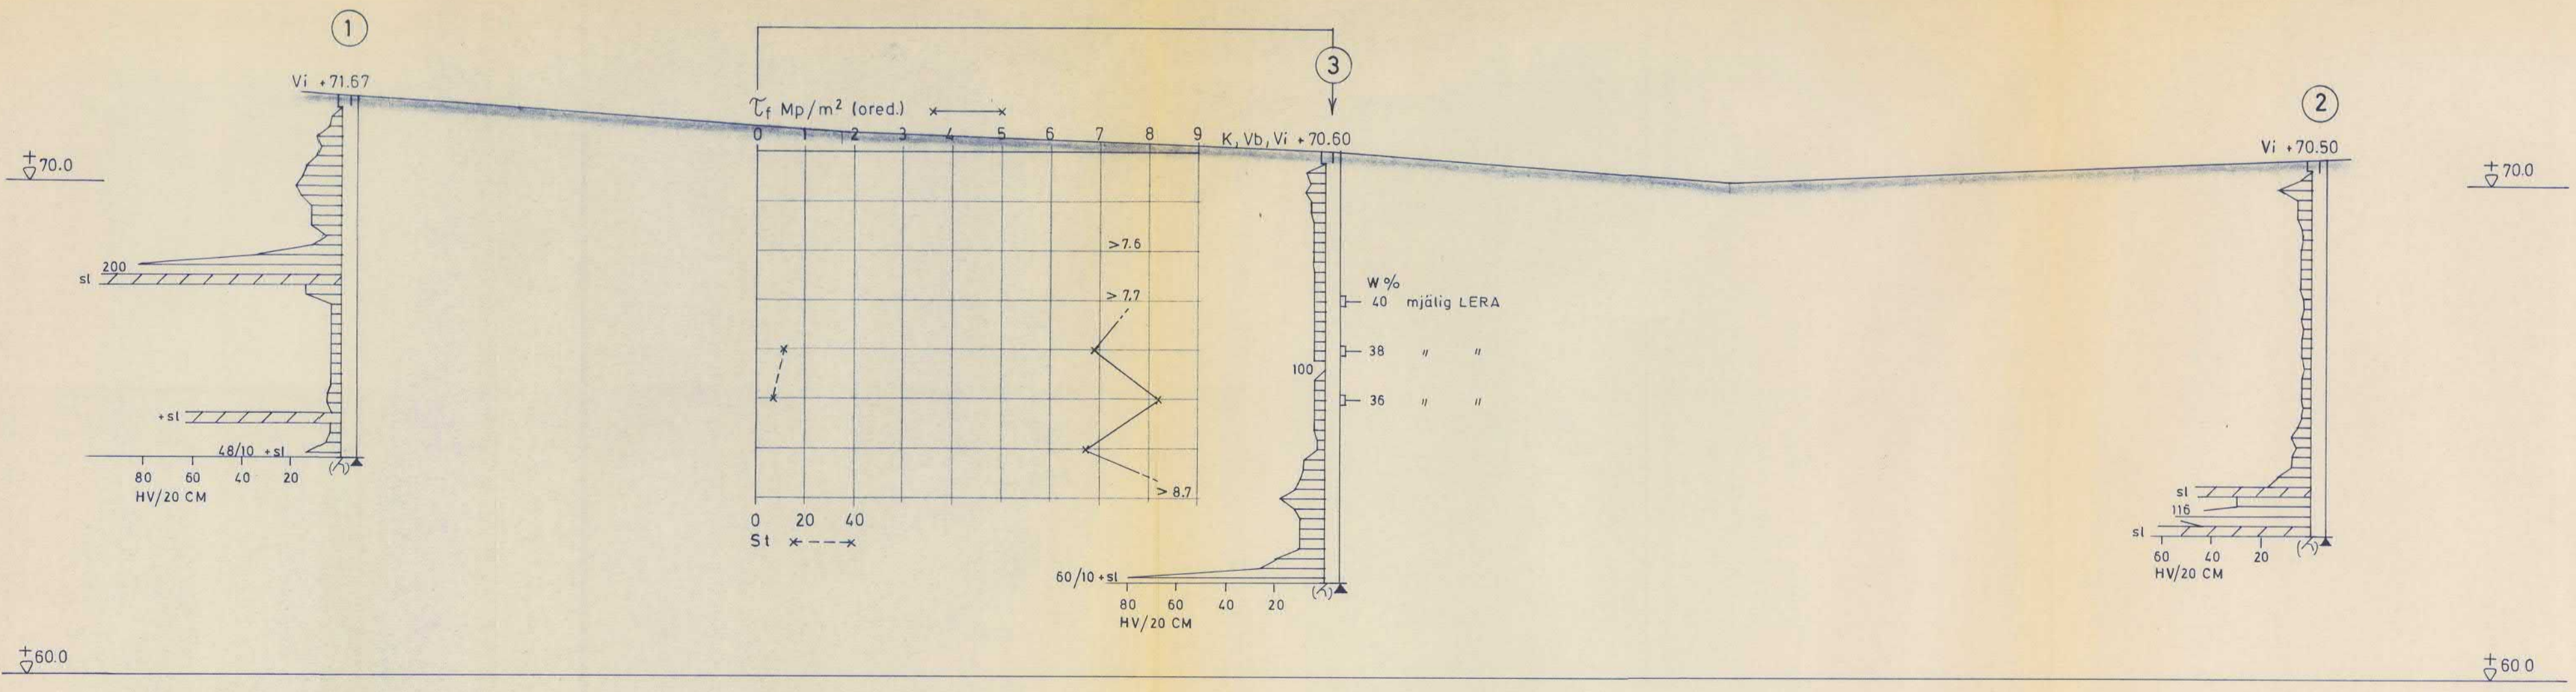 1
Vi +71.67
3
2
τf Mp/m² (ored.)
0 1 2 3 4 5 6 7 8 9
K, Vb, Vi +70.60
Vi +70.50
±70.0
±70.0
>7.6
>7.7
>8.7
200
sl
+sl
48/10 +sl
80 60 40 20
HV/20 CM
0 20 40
St
W%
40 mjälig LERA
38 " "
36 " "
100
60/10 +sl
80 60 40 20
HV/20 CM
sl
116
sl
60 40 20
HV/20 CM
±60.0
±60 0